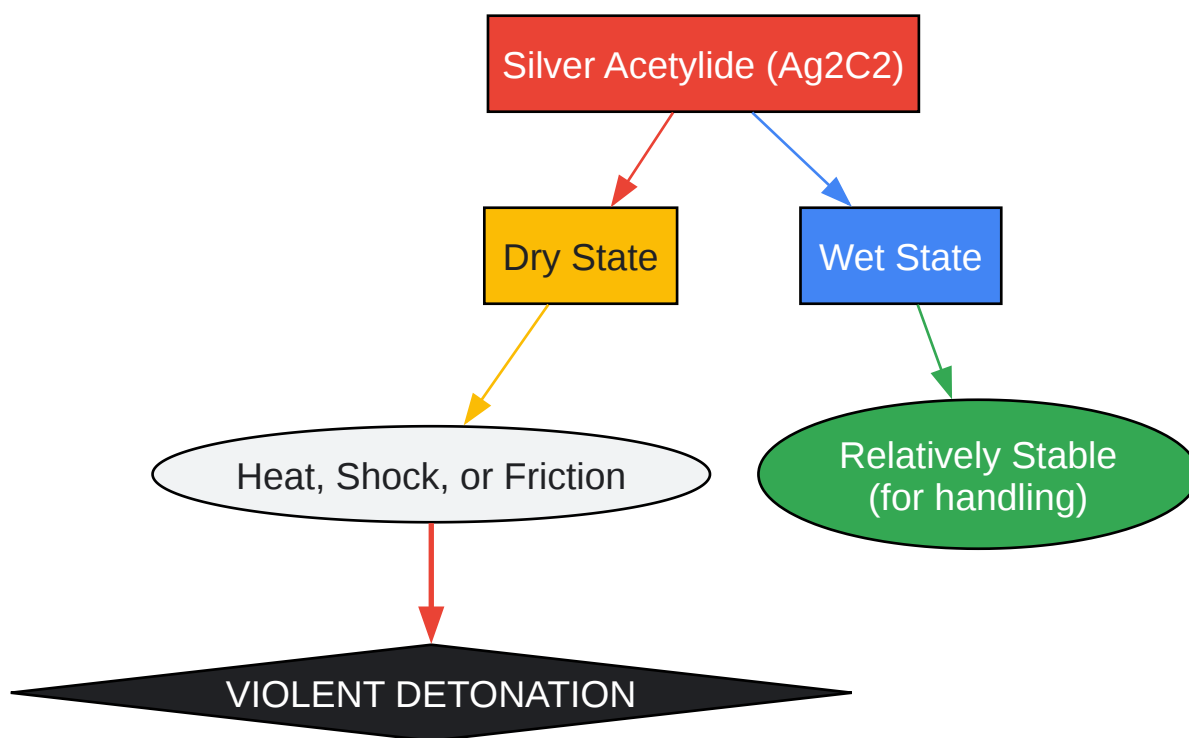 Silver Acetylide (Ag2C2)
Dry State
Wet State
Heat, Shock, or Friction
Relatively Stable
(for handling)
VIOLENT DETONATION